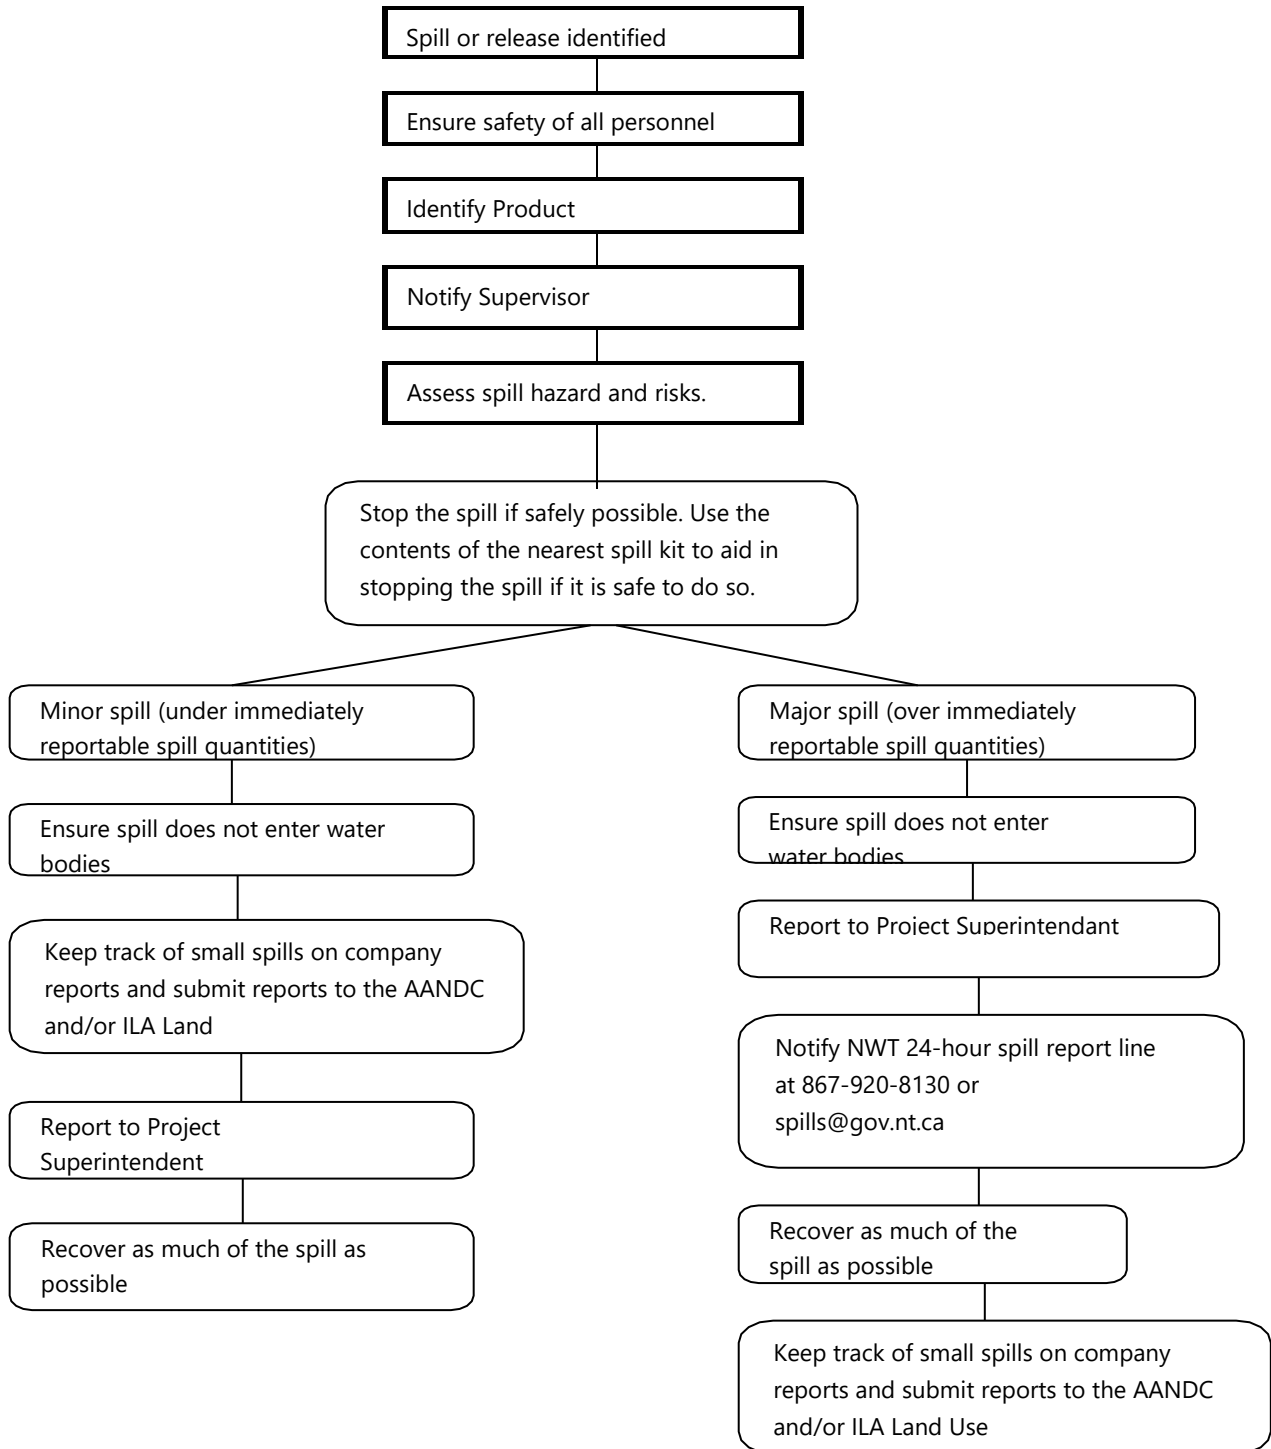 Spill or release identified
Ensure safety of all personnel
Identify Product
Notify Supervisor
Assess spill hazard and risks.
Stop the spill if safely possible. Use the
contents of the nearest spill kit to aid in
stopping the spill if it is safe to do so.
Minor spill (under immediately
reportable spill quantities)
Ensure spill does not enter water
bodies
Keep track of small spills on company
reports and submit reports to the AANDC
and/or ILA Land
Report to Project
Superintendent
Recover as much of the spill as
possible
Major spill (over immediately
reportable spill quantities)
Ensure spill does not enter
water bodies
Report to Project Superintendant
Notify NWT 24-hour spill report line
at 867-920-8130 or
spills@gov.nt.ca
Recover as much of the
spill as possible
Keep track of small spills on company
reports and submit reports to the AANDC
and/or ILA Land Use